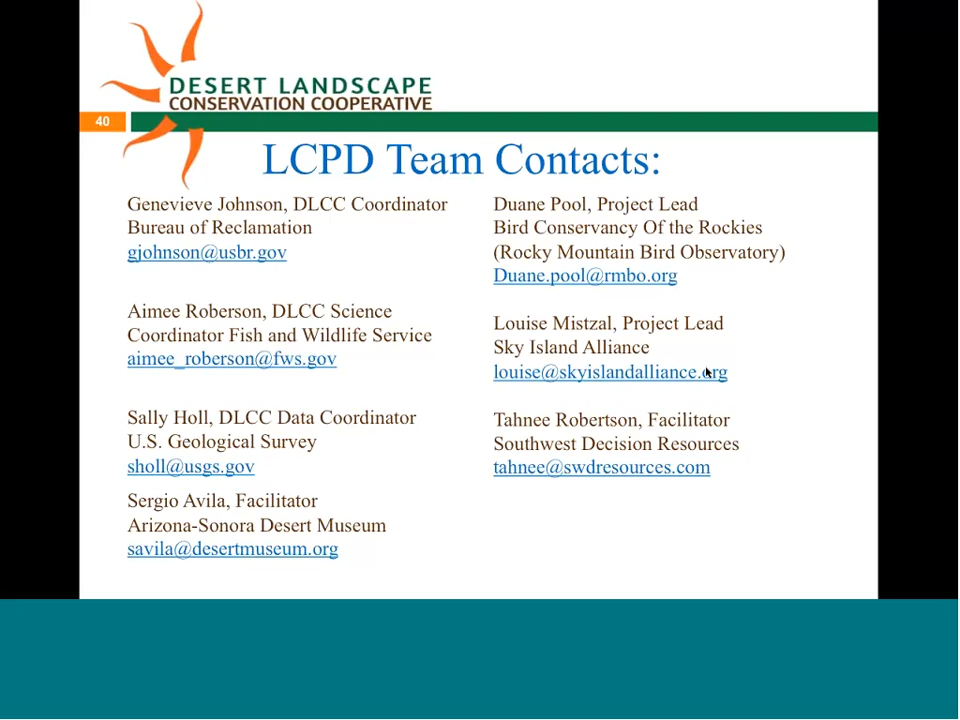 DESERT LANDSCAPE
CONSERVATION COOPERATIVE
40
LCPD Team Contacts:
Genevieve Johnson, DLCC Coordinator
Bureau of Reclamation
gjohnson@usbr.gov
Aimee Roberson, DLCC Science
Coordinator Fish and Wildlife Service
aimee_roberson@fws.gov
Sally Holl, DLCC Data Coordinator
U.S. Geological Survey
sholl@usgs.gov
Sergio Avila, Facilitator
Arizona-Sonora Desert Museum
savila@desertmuseum.org
Duane Pool, Project Lead
Bird Conservancy Of the Rockies
(Rocky Mountain Bird Observatory)
Duane.pool@rmbo.org
Louise Mistzal, Project Lead
Sky Island Alliance
louise@skyislandalliance.org
Tahnee Robertson, Facilitator
Southwest Decision Resources
tahnee@swdresources.com